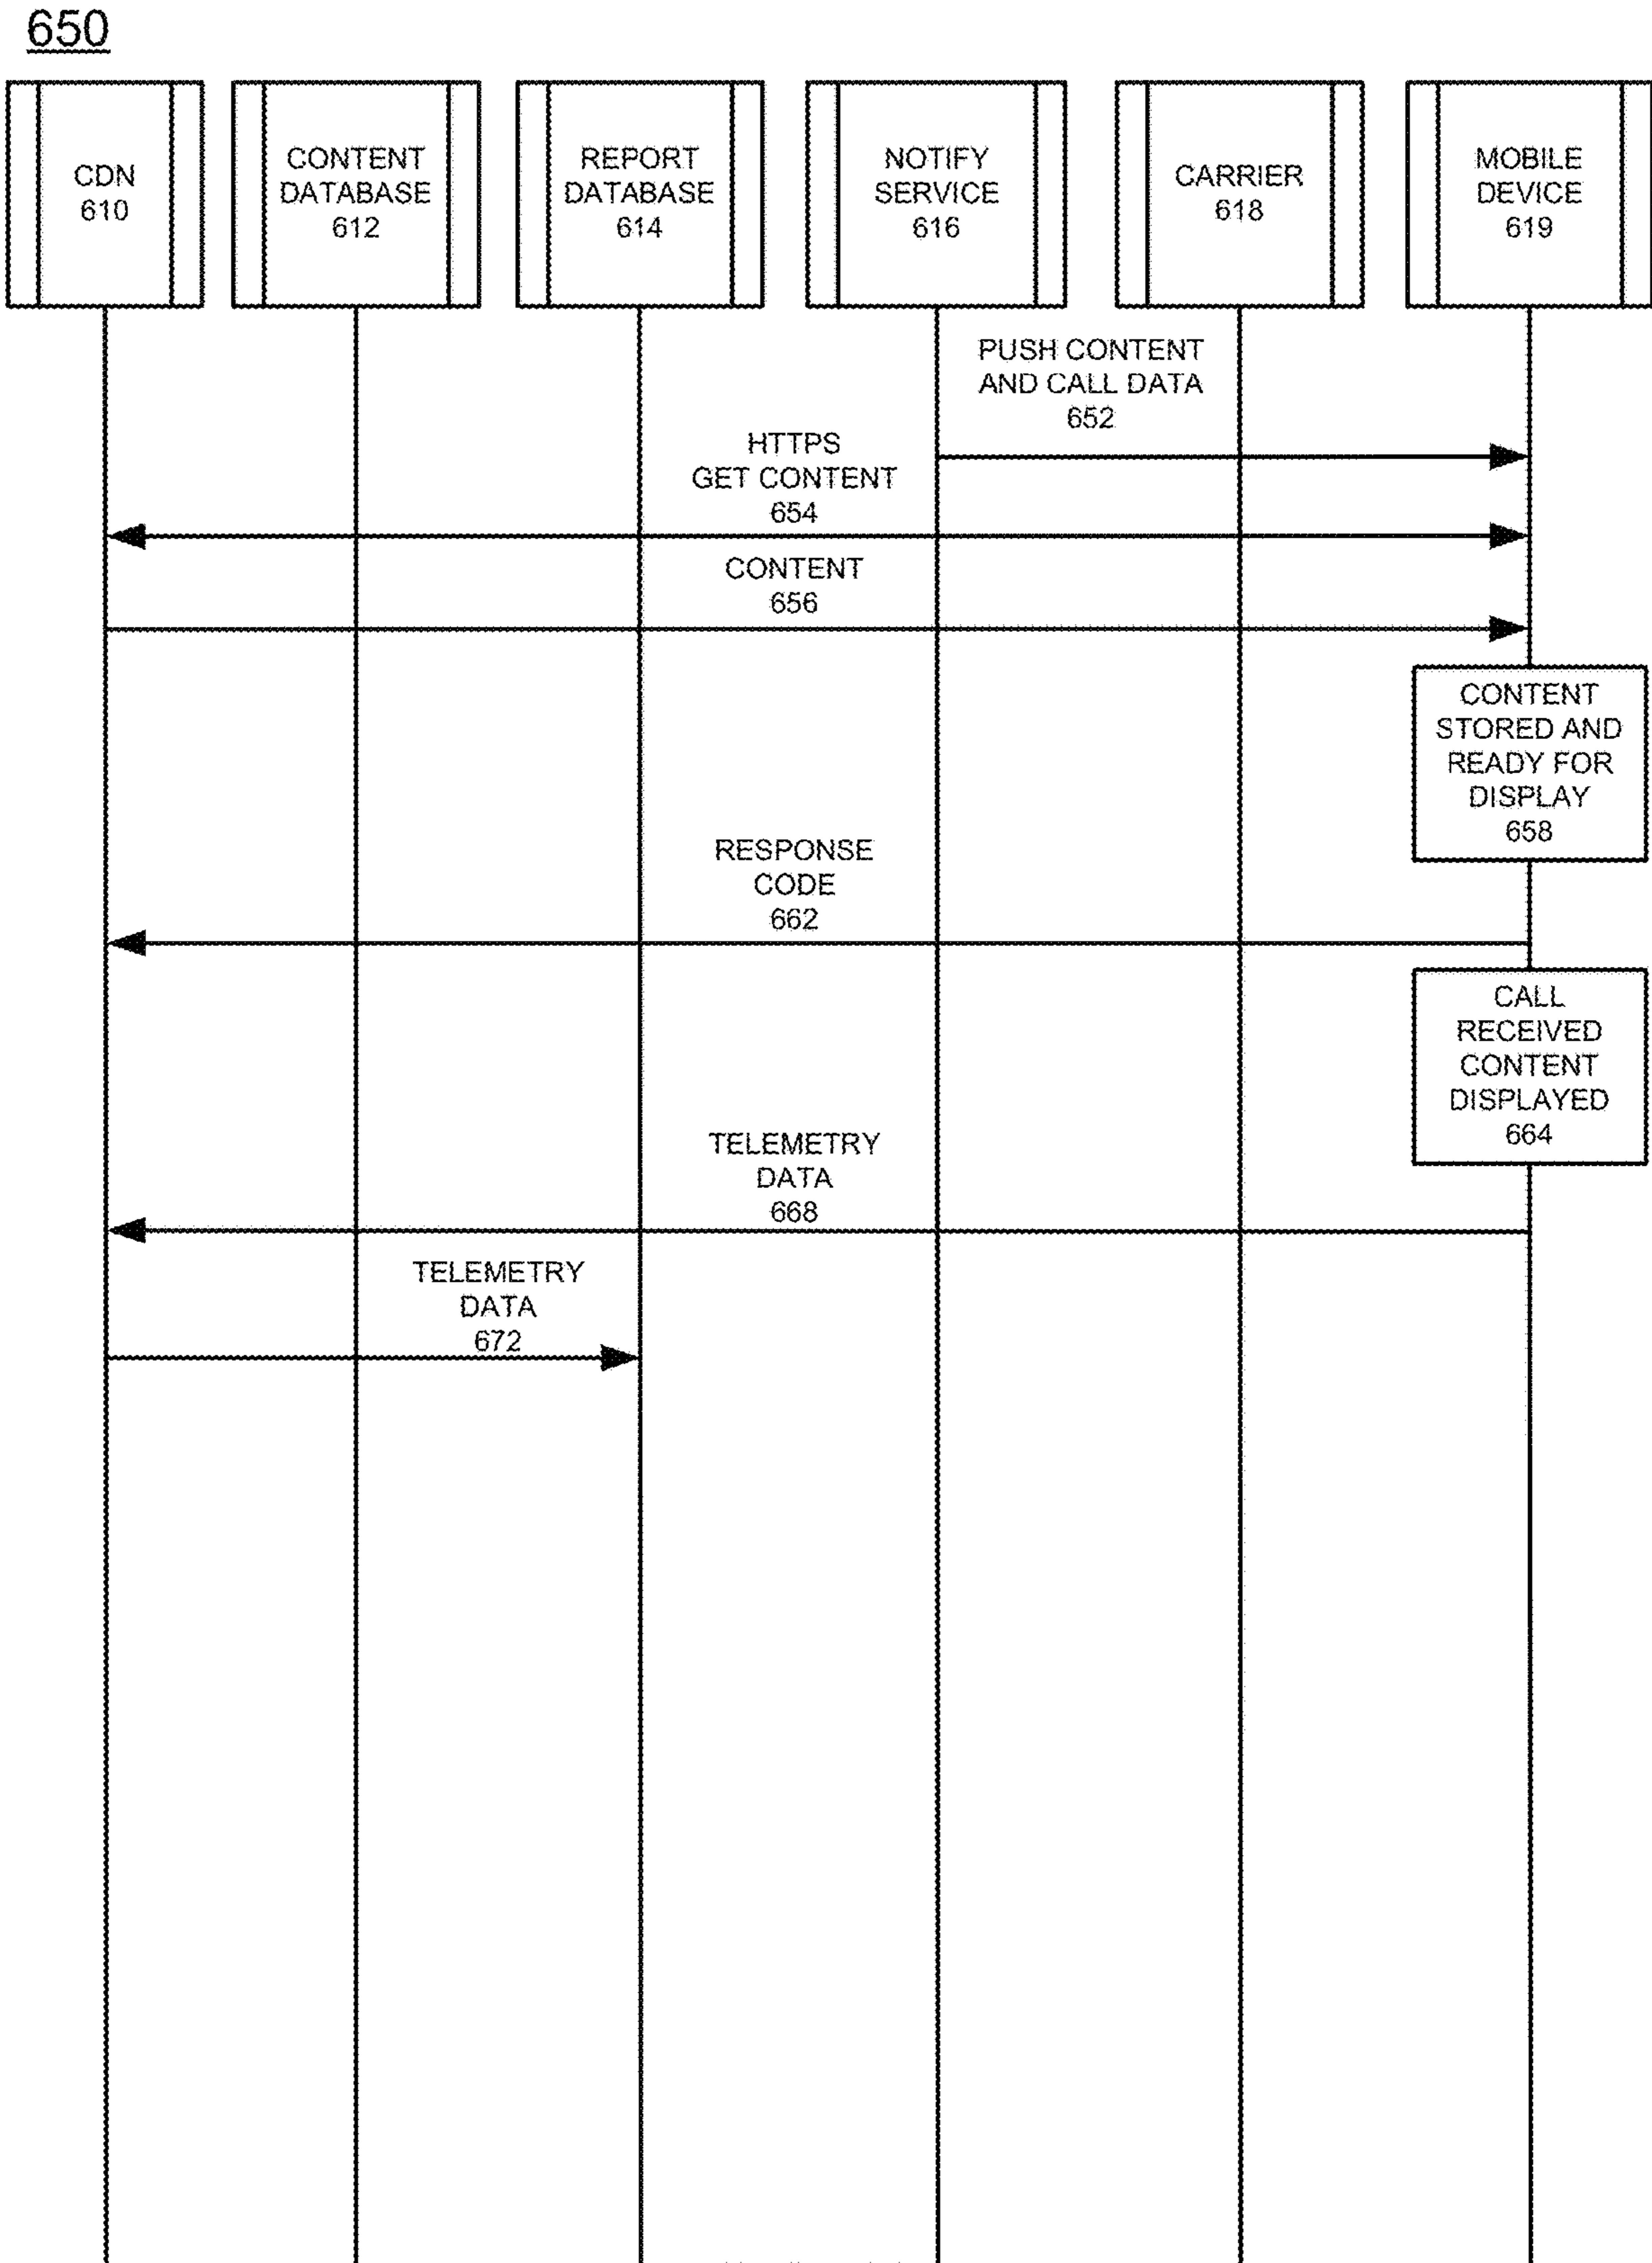 650
CDN
610
CONTENT
DATABASE
612
REPORT
DATABASE
614
NOTIFY
SERVICE
616
CARRIER
618
MOBILE
DEVICE
619
PUSH CONTENT
AND CALL DATA
652
HTTPS
GET CONTENT
654
CONTENT
656
CONTENT
STORED AND
READY FOR
DISPLAY
658
RESPONSE
CODE
662
CALL
RECEIVED
CONTENT
DISPLAYED
664
TELEMETRY
DATA
668
TELEMETRY
DATA
672